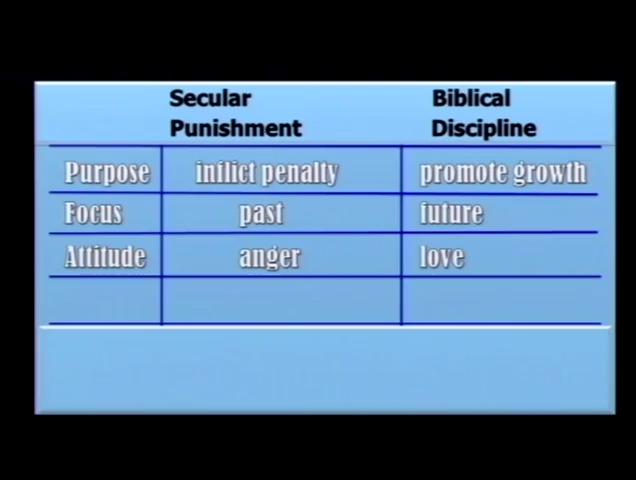 Secular Biblical
Punishment Discipline
Purpose inflict penalty promote growth
Focus past future
Attitude anger love